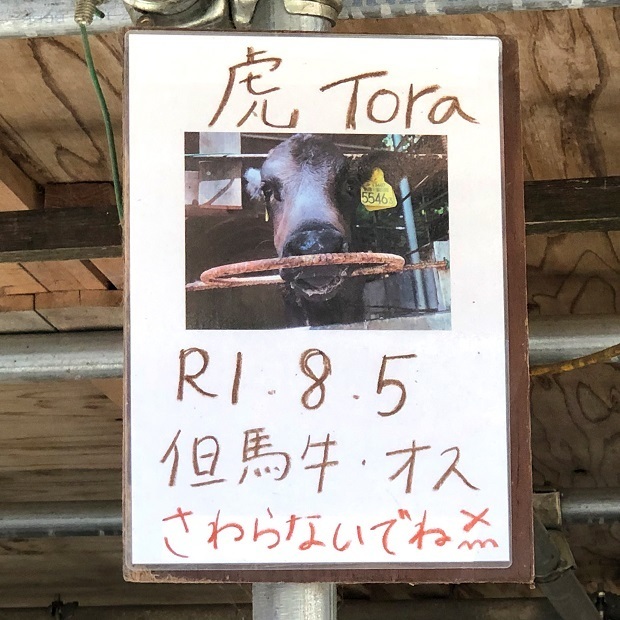 虎 Tora
5546
R1.8.5
但馬牛・オス
さわらないでね